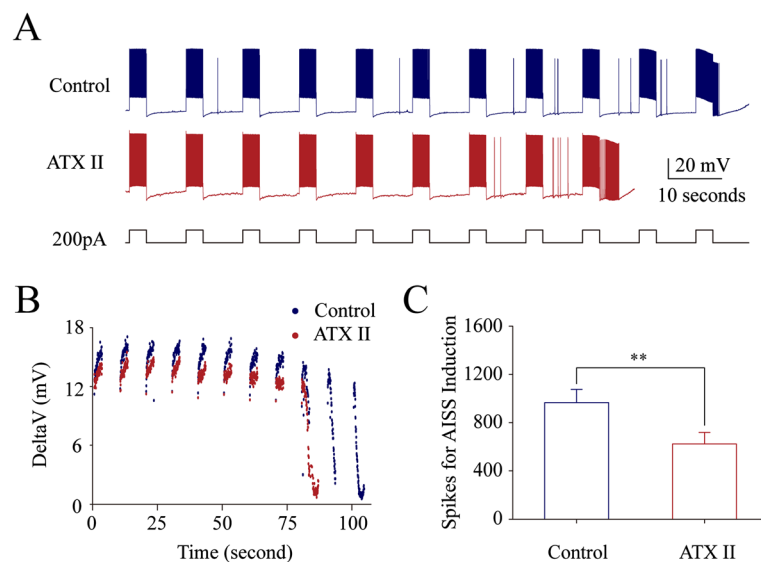 A
Control
ATX II
20 mV
10 seconds
200pA
B
Control
ATX II
18
12
6
0
DeltaV (mV)
0 25 50 75 100
Time (second)
C
1600
1200
800
400
0
Spikes for AISS Induction
**
Control ATX II